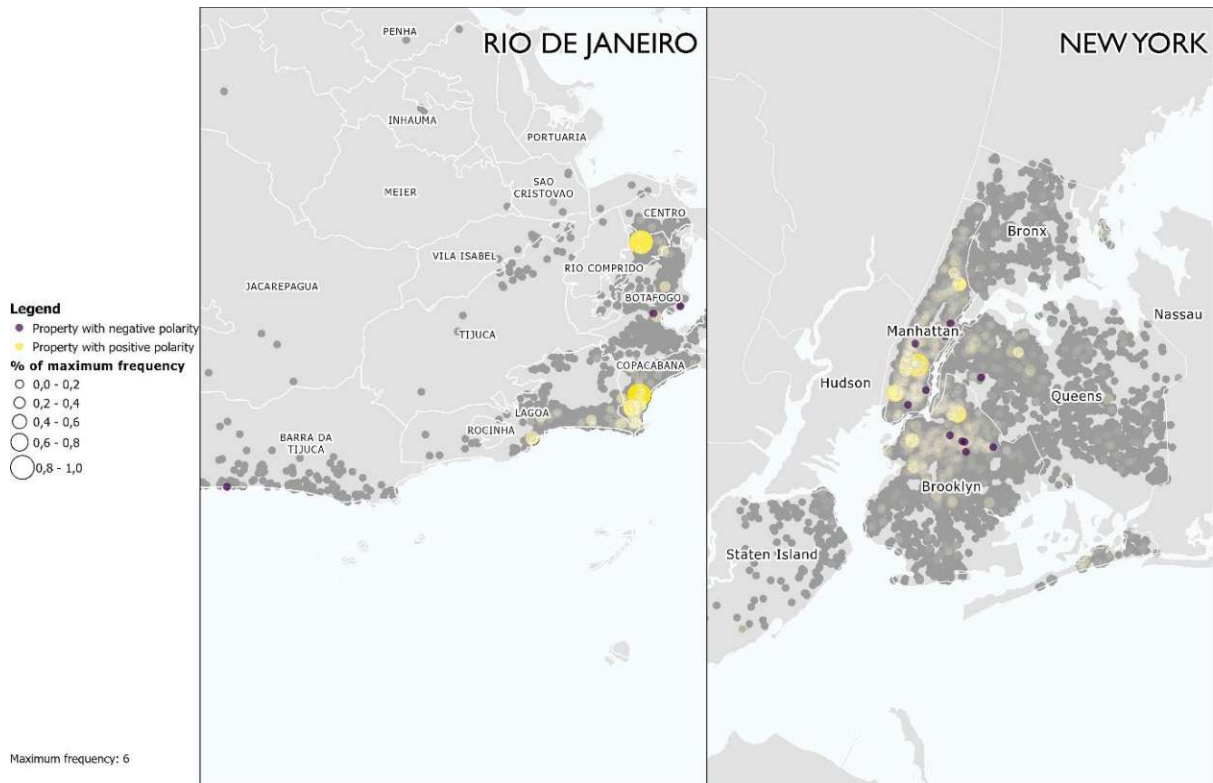 RIO DE JANEIRO
PENHA
INHAUMA
PORTUARIA
MEIER
SAO
CRISTOVAO
CENTRO
VILA ISABEL
RIO COMPRIDO
JACAREPAGUA
BOTAFOGO
TIJUCA
COPACABANA
LAGOA
ROCINHA
BARRA DA
TIJUCA
NEW YORK
Bronx
Nassau
Manhattan
Hudson
Queens
Brooklyn
Staten Island
Legend
Property with negative polarity
Property with positive polarity
% of maximum frequency
0,0 - 0,2
0,2 - 0,4
0,4 - 0,6
0,6 - 0,8
0,8 - 1,0
Maximum frequency: 6